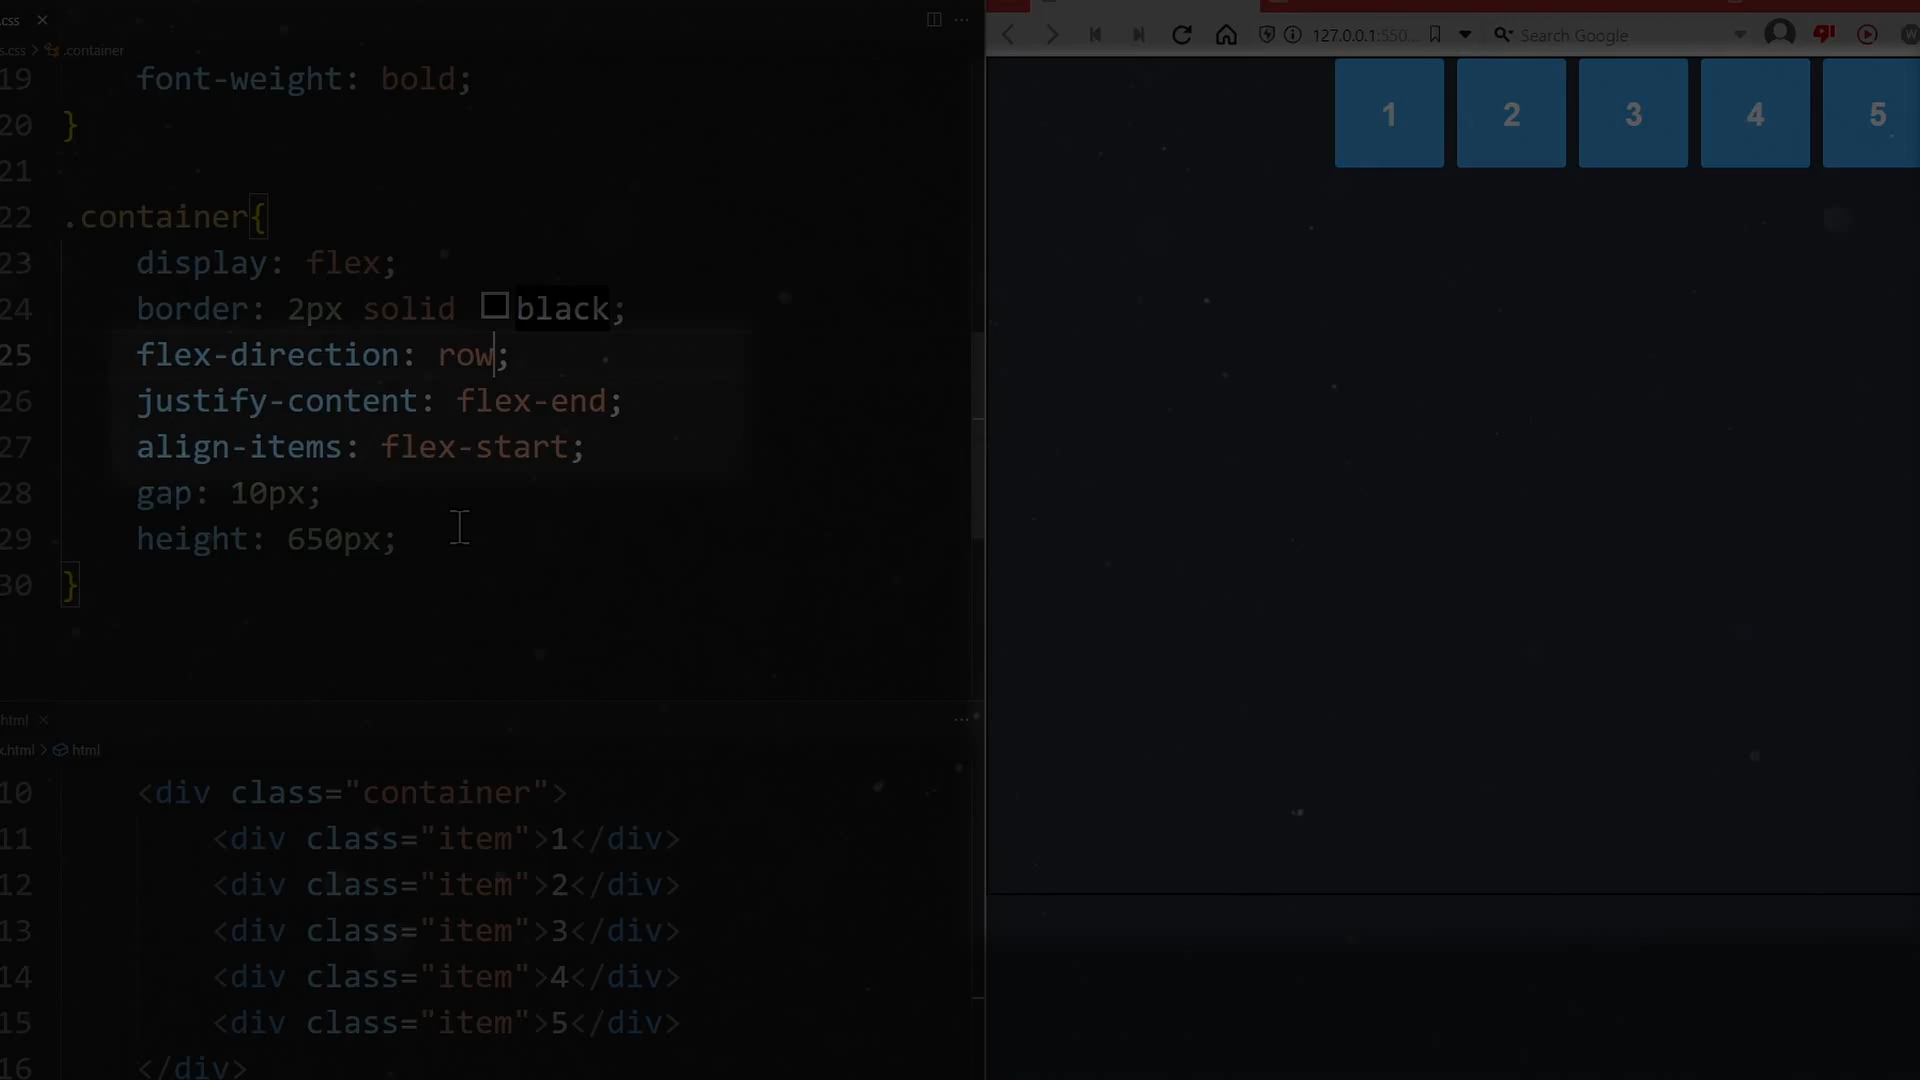 .css
s.css > .container
19 font-weight: bold;
20 }
21
22 .container{
23 display: flex;
24 border: 2px solid black;
25 flex-direction: row;
26 justify-content: flex-end;
27 align-items: flex-start;
28 gap: 10px;
29 height: 650px;
30 }
html
x.html > html
10 <div class="container">
11 <div class="item">1</div>
12 <div class="item">2</div>
13 <div class="item">3</div>
14 <div class="item">4</div>
15 <div class="item">5</div>
16 </div>
127.0.0.1:550... Search Google
1 2 3 4 5